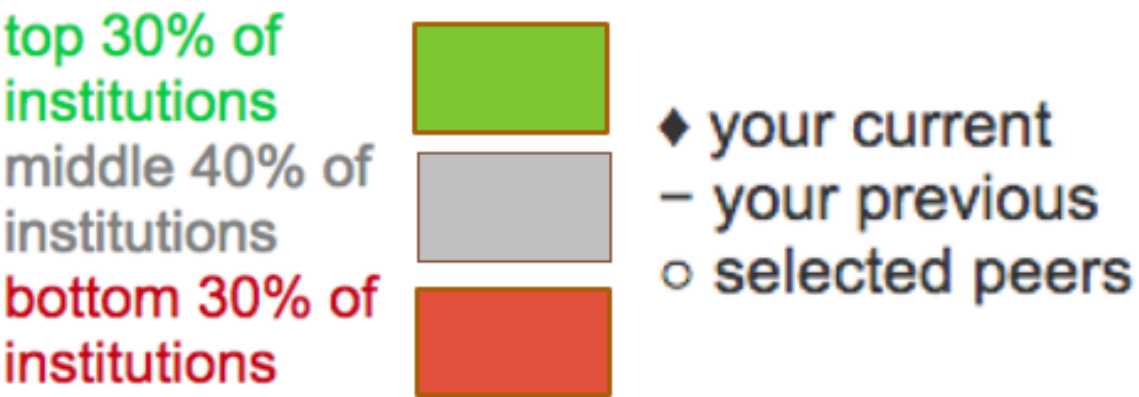 top 30% of
institutions
middle 40% of
institutions
bottom 30% of
institutions
♦ your current
– your previous
○ selected peers